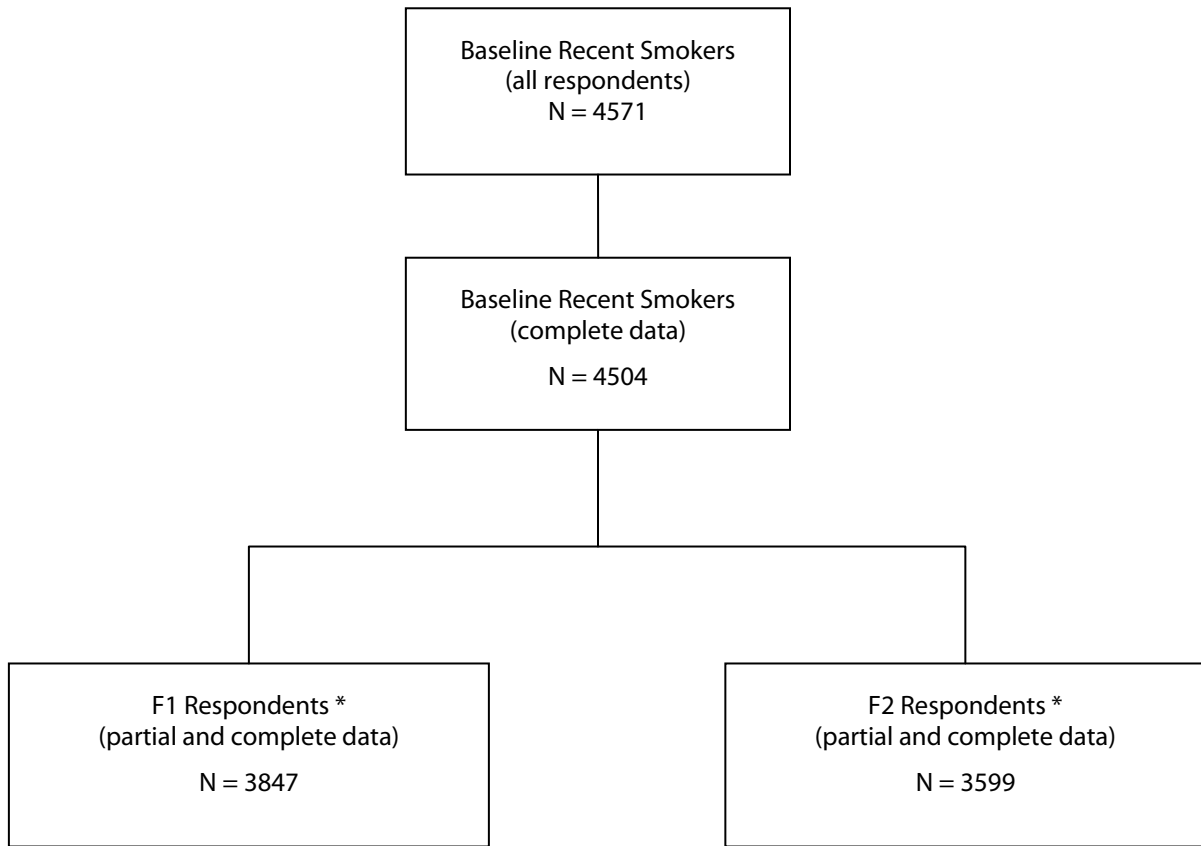 Baseline Recent Smokers
(all respondents)
N = 4571
Baseline Recent Smokers
(complete data)
N = 4504
F1 Respondents *
(partial and complete data)
N = 3847
F2 Respondents *
(partial and complete data)
N = 3599